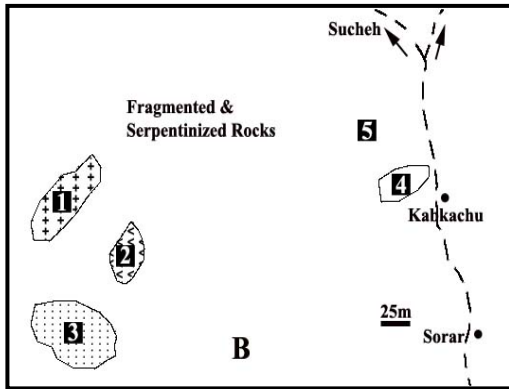 Sucheh
Fragmented &
Serpentinized Rocks
5
4
1
Kahkachu
2
25m
3
Sorar
B